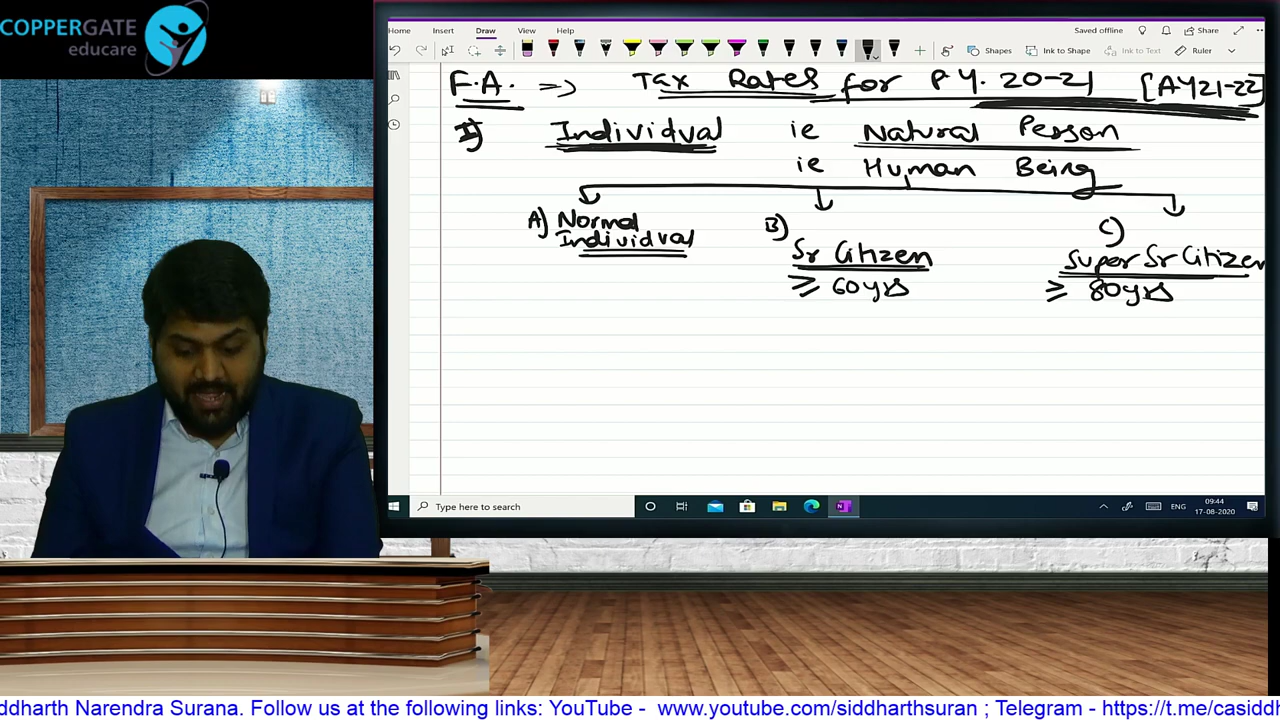 COPPERGATE
educare
Home Insert Draw View Help
Saved offline
Share
Shapes
Ink to Shape
Ink to Text
Ruler
F.A. => Tax Rates for P.Y. 20-21 [AY21-22]
I) Individual ie Natural Person
ie Human Being
A) Normal
Individual
B)
Sr Citizen
≥ 60yrs
C)
Super Sr Citizen
≥ 80yrs
Type here to search
ENG
09:44
17-08-2020
ddharth Narendra Surana. Follow us at the following links: YouTube - www.youtube.com/siddharthsuran ; Telegram - https://t.me/casidd